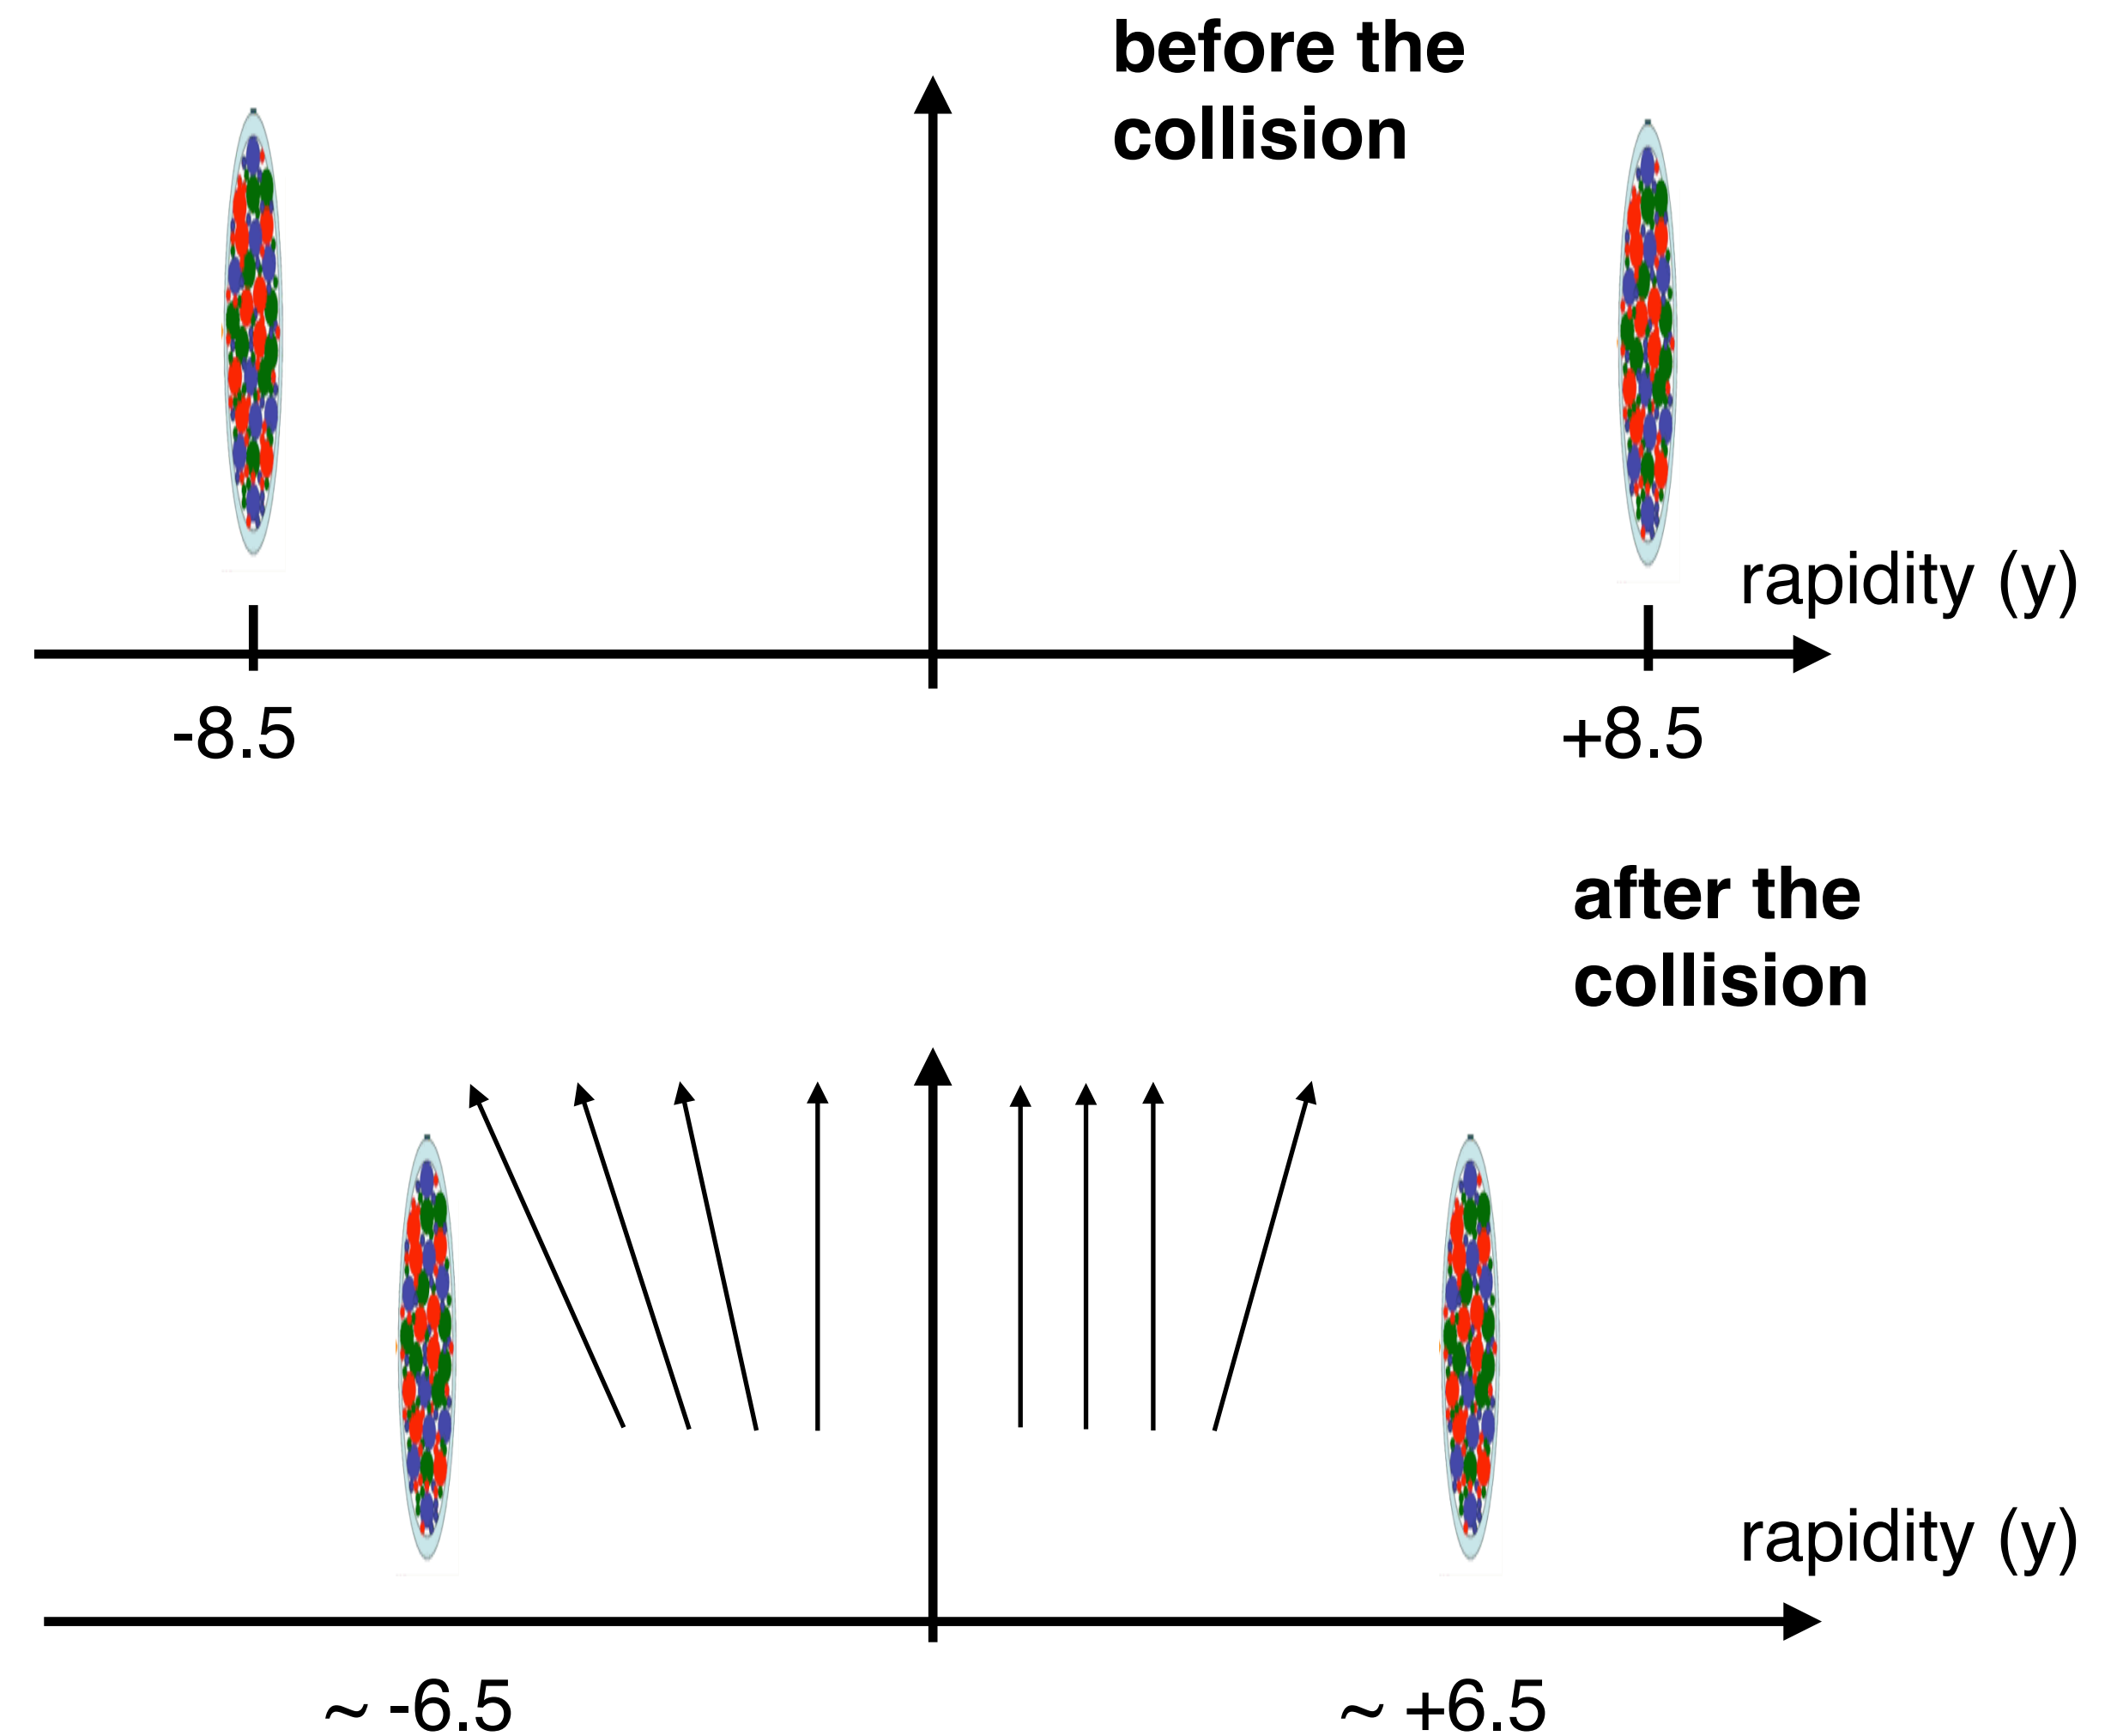 before the
collision
rapidity (y)
-8.5
+8.5
after the
collision
rapidity (y)
~ -6.5
~ +6.5